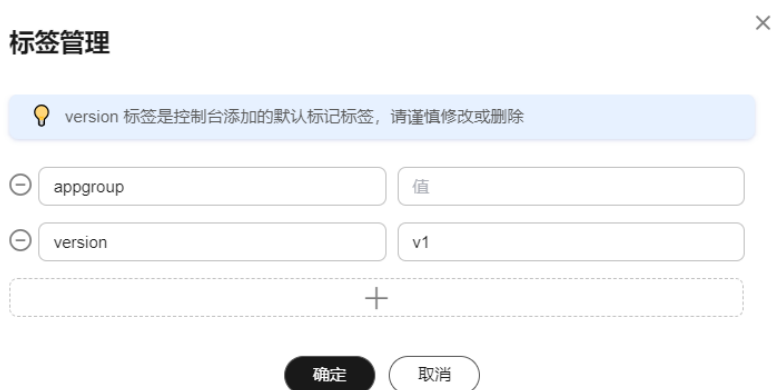 标签管理
version 标签是控制台添加的默认标记标签，请谨慎修改或删除
appgroup 值
version v1
确定 取消